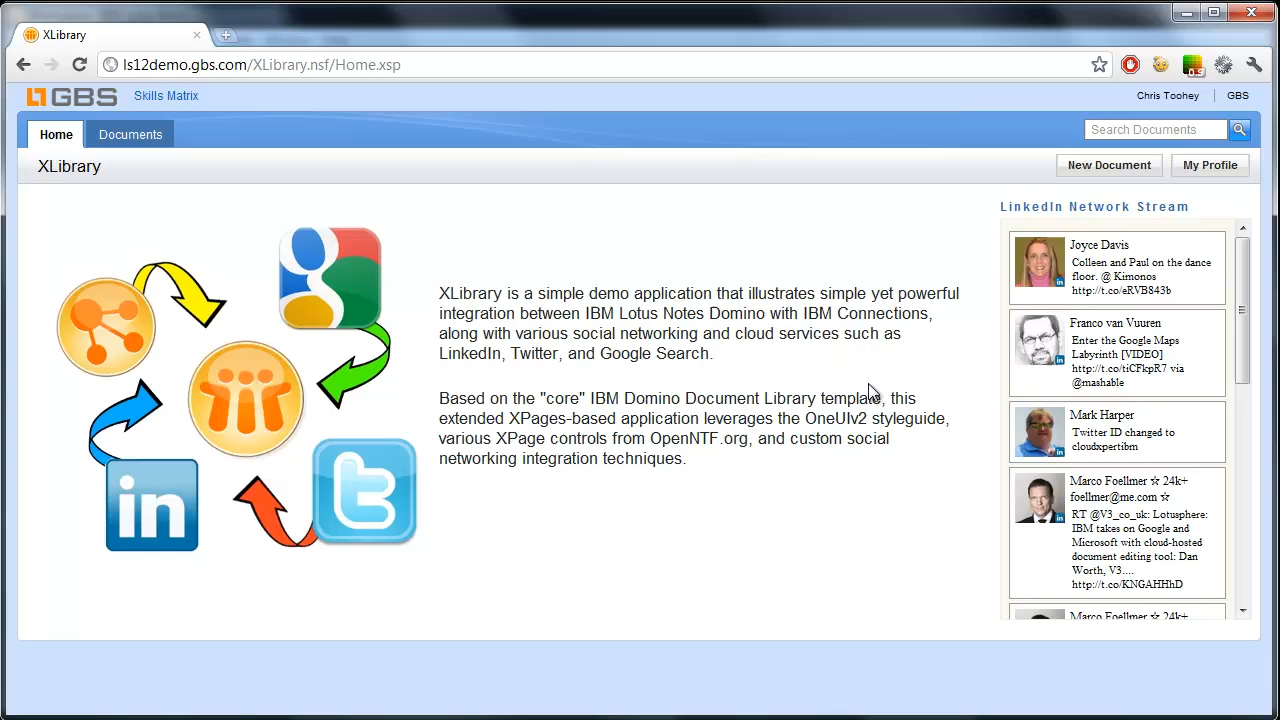 XLibrary
ls12demo.gbs.com/XLibrary.nsf/Home.xsp
0.9
GBS Skills Matrix
Chris Toohey GBS
Home Documents
Search Documents
XLibrary
New Document My Profile
XLibrary is a simple demo application that illustrates simple yet powerful
integration between IBM Lotus Notes Domino with IBM Connections,
along with various social networking and cloud services such as
LinkedIn, Twitter, and Google Search.
Based on the "core" IBM Domino Document Library template, this
extended XPages-based application leverages the OneUIv2 styleguide,
various XPage controls from OpenNTF.org, and custom social
networking integration techniques.
in
t
LinkedIn Network Stream
Joyce Davis
Colleen and Paul on the dance
floor. @ Kimonos
http://t.co/eRVB843b
Franco van Vuuren
Enter the Google Maps
Labyrinth [VIDEO]
http://t.co/tiCFkpR7 via
@mashable
Mark Harper
Twitter ID changed to
cloudxpertibm
Marco Foellmer ☆ 24k+
foellmer@me.com ☆
RT @V3_co_uk: Lotusphere:
IBM takes on Google and
Microsoft with cloud-hosted
document editing tool: Dan
Worth, V3....
http://t.co/KNGAHHhD
Marco Foellmer ☆ 24k+